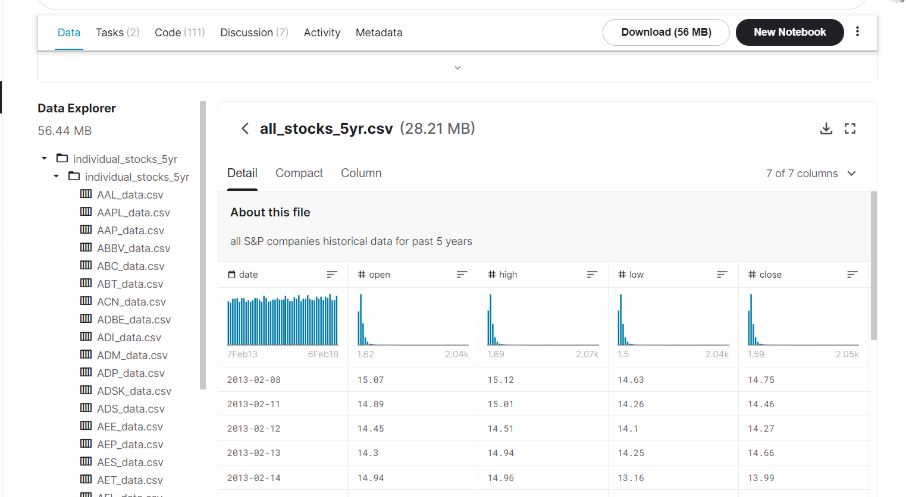 Data Tasks (2) Code (111) Discussion (7) Activity Metadata Download (56 MB) New Notebook
Data Explorer
56.44 MB
individual_stocks_5yr
individual_stocks_5yr
AAL_data.csv
AAPL_data.csv
AAP_data.csv
ABBV_data.csv
ABC_data.csv
ABT_data.csv
ACN_data.csv
ADBE_data.csv
ADI_data.csv
ADM_data.csv
ADP_data.csv
ADSK_data.csv
ADS_data.csv
AEE_data.csv
AEP_data.csv
AES_data.csv
AET_data.csv
all_stocks_5yr.csv (28.21 MB)
Detail Compact Column 7 of 7 columns
About this file
all S&P companies historical data for past 5 years
date # open # high # low # close
7Feb13 6Feb18 1.62 2.04k 1.69 2.07k 1.5 2.04k 1.59 2.05k
2013-02-08 15.07 15.12 14.63 14.75
2013-02-11 14.89 15.01 14.26 14.46
2013-02-12 14.45 14.51 14.1 14.27
2013-02-13 14.3 14.94 14.25 14.66
2013-02-14 14.94 14.96 13.16 13.99